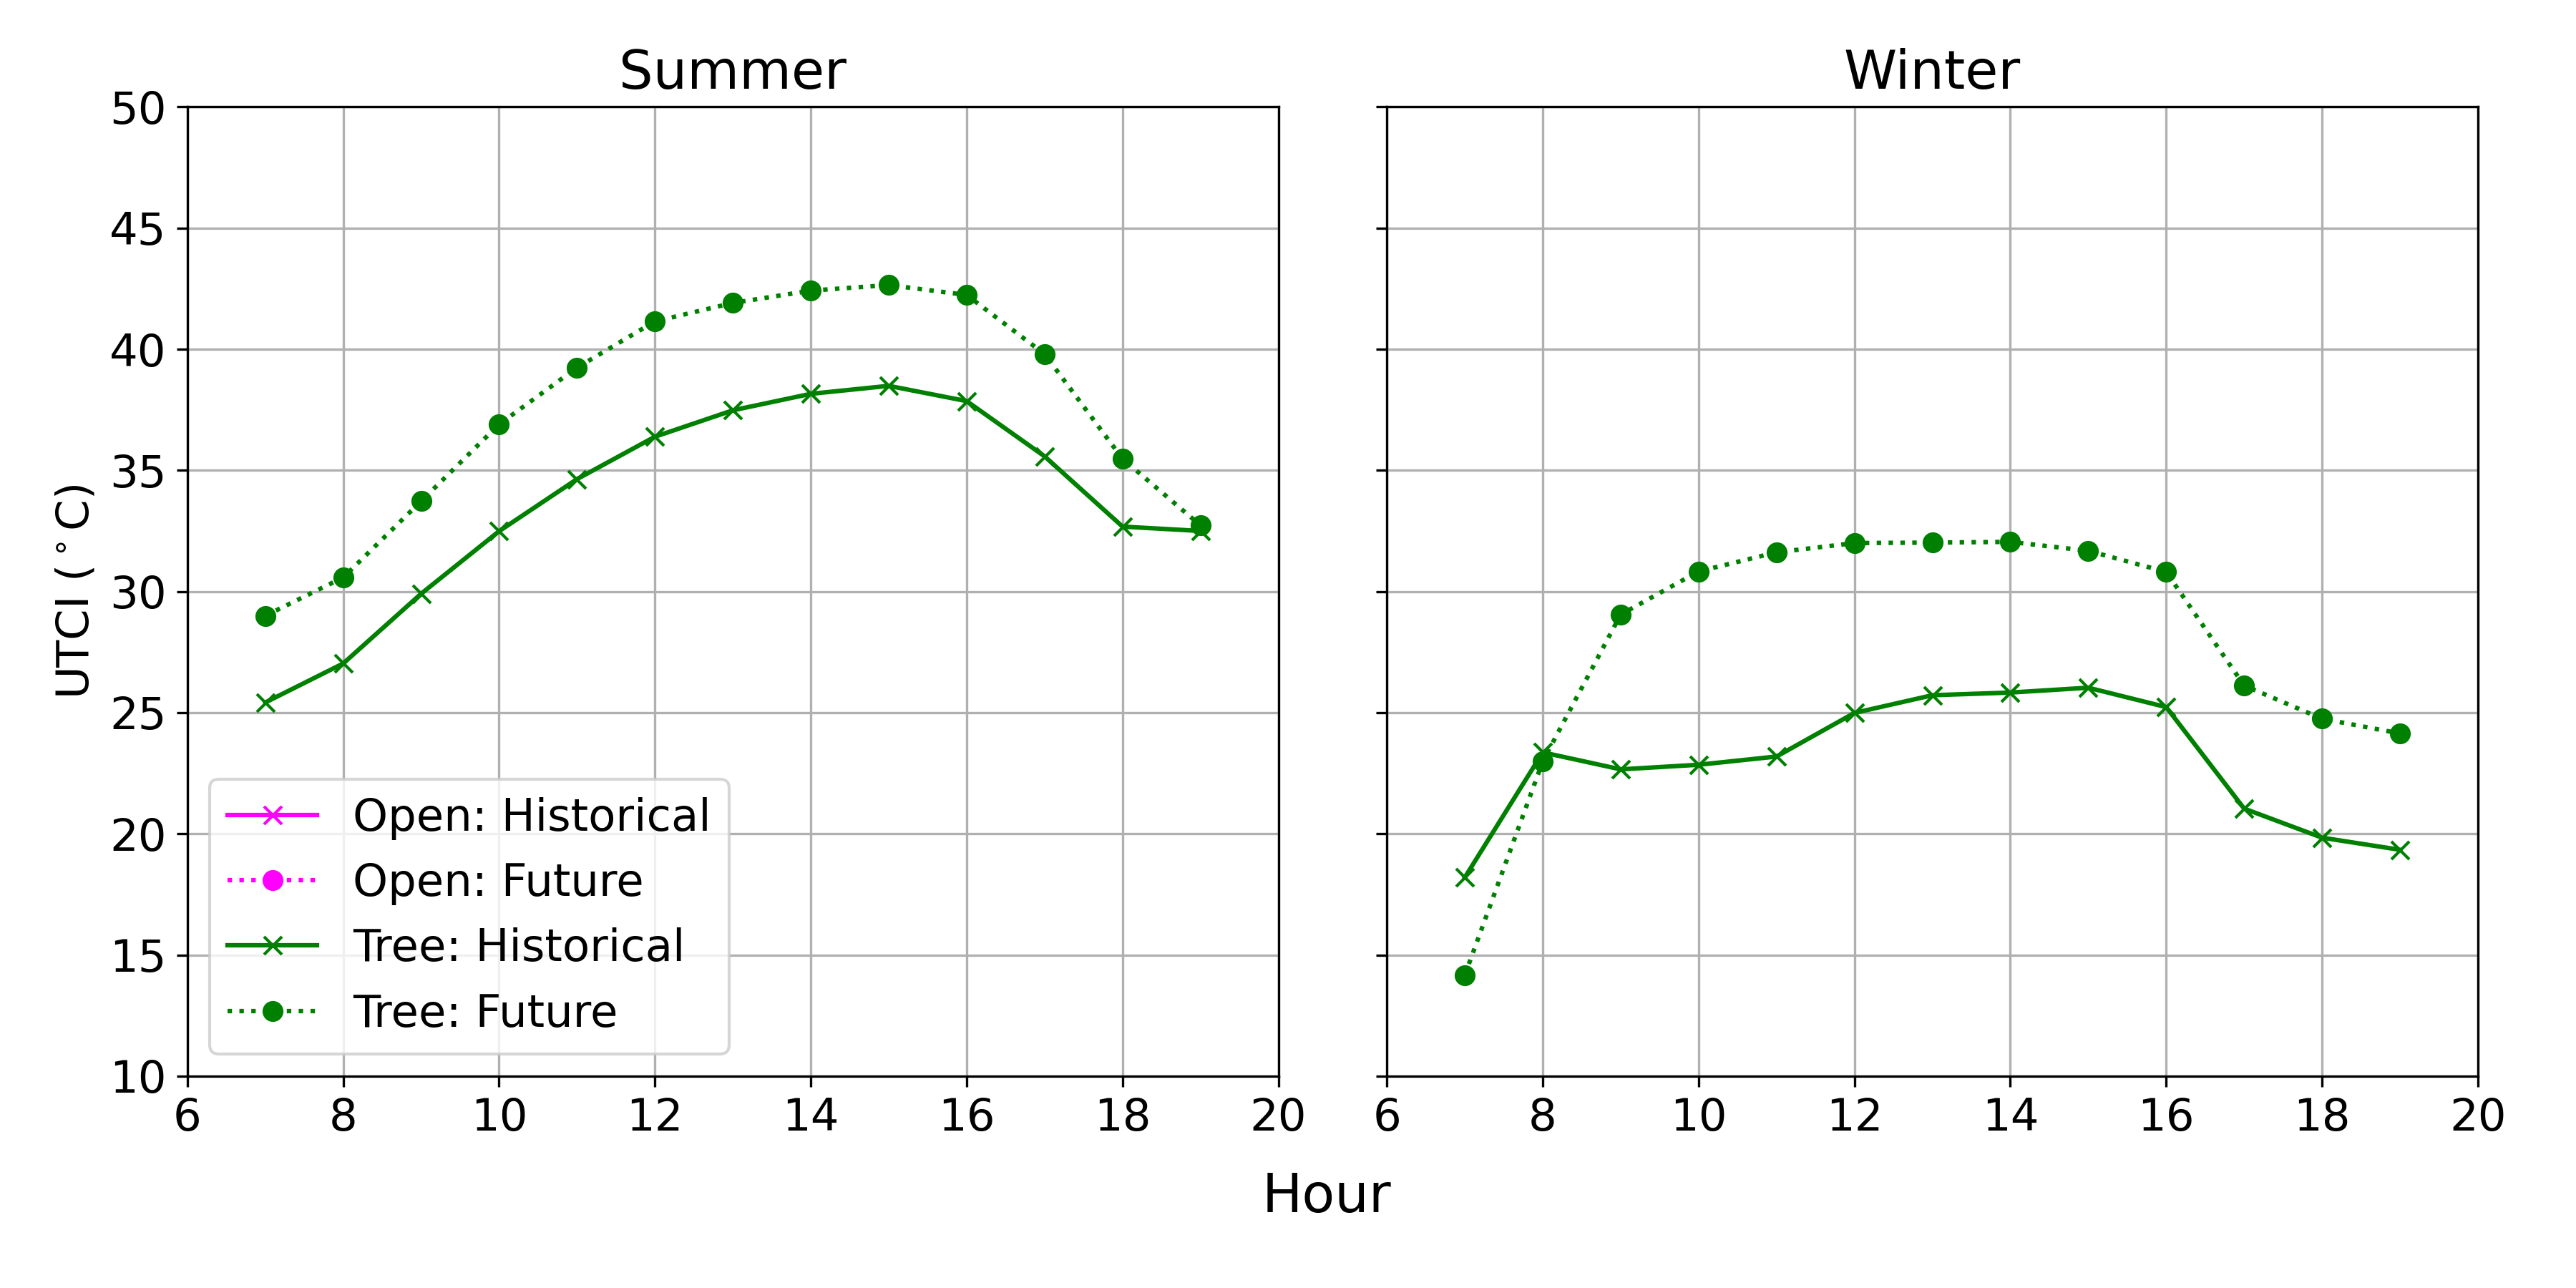 Summer
Winter
50
45
40
35
30
25
20
15
10
UTCI (°C)
Open: Historical
Open: Future
Tree: Historical
Tree: Future
6 8 10 12 14 16 18 20
6 8 10 12 14 16 18 20
Hour